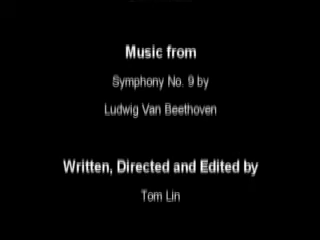 Music from
Symphony No. 9 by
Ludwig Van Beethoven
Written, Directed and Edited by
Tom Lin